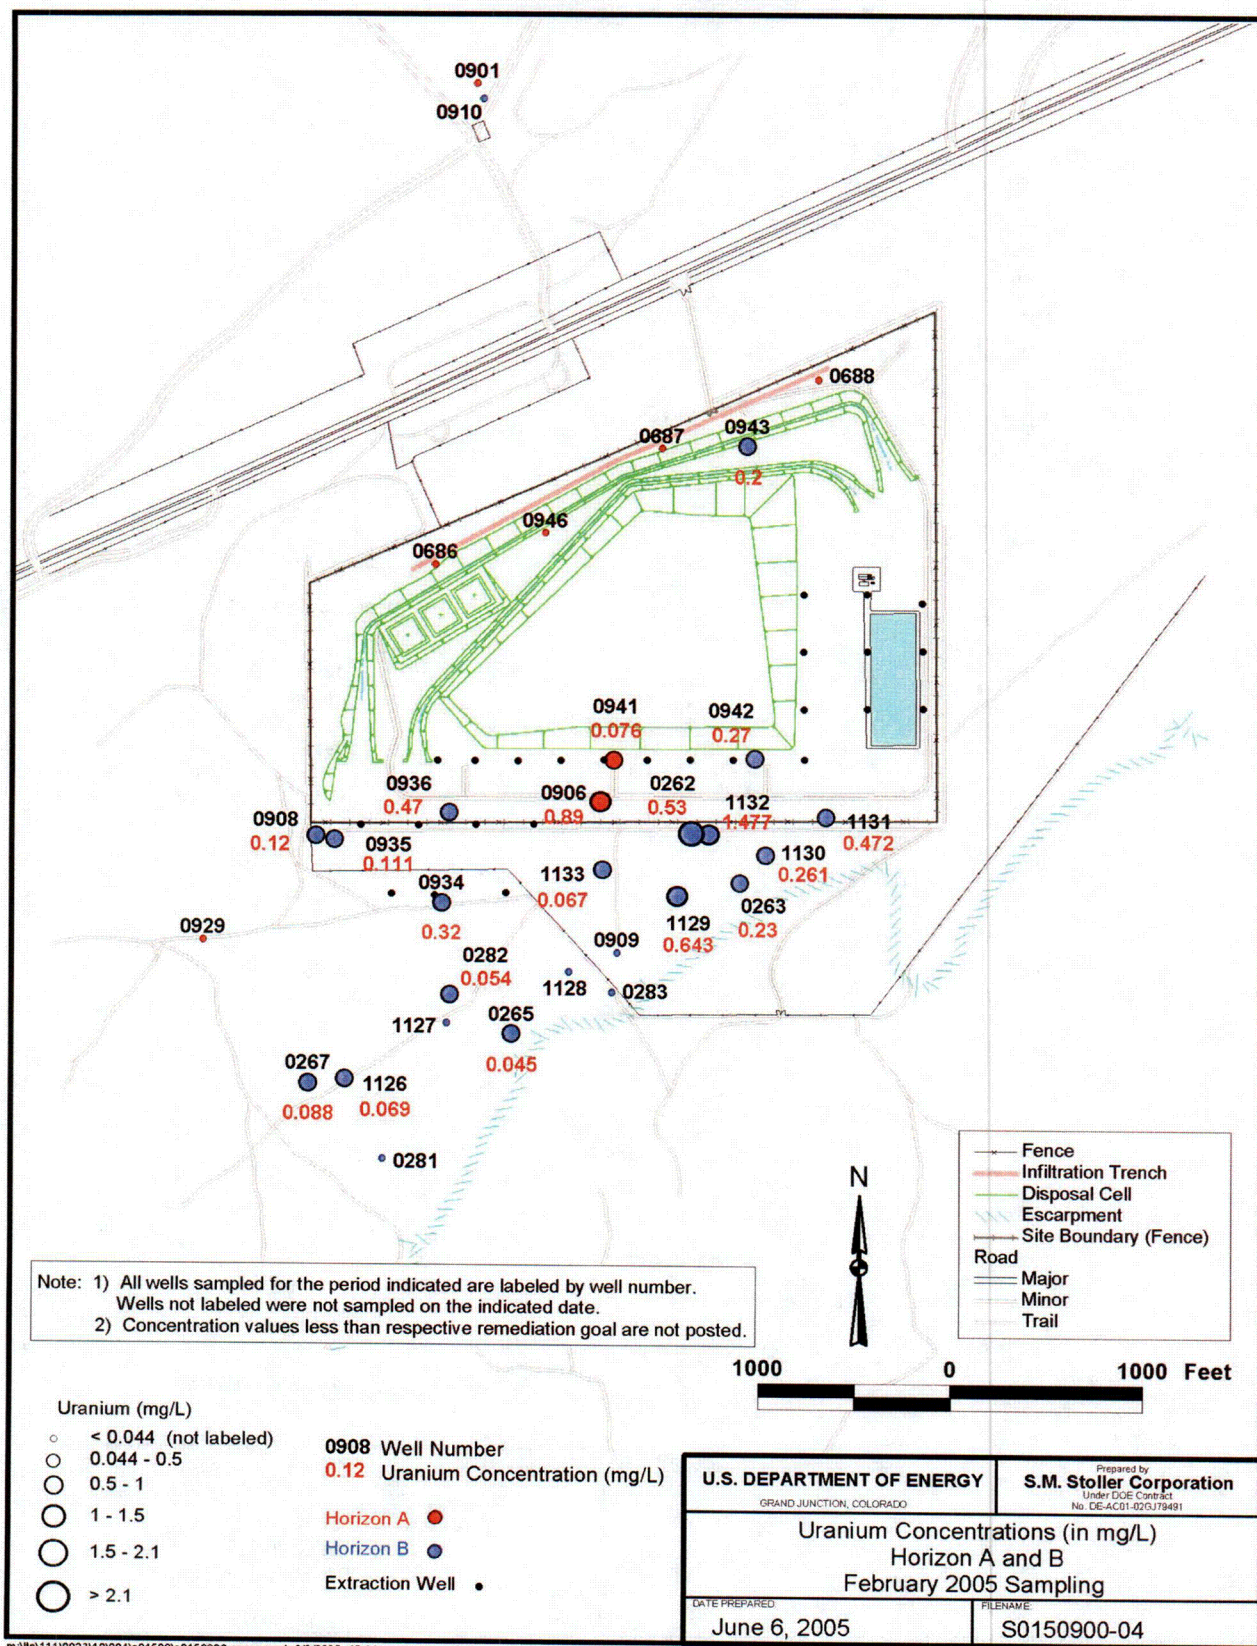 0901
0910
0688
0943
0687
0.2
0946
0686
0941
0.076
0942
0.27
0936
0.47
0906
0.89
0262
0.53
1132
1.477
0908
0.12
0935
0.111
1131
0.472
1130
0.261
1133
0.067
0934
0.32
0263
0.23
1129
0.643
0929
0909
0282
0.054
1128
0283
1127
0265
0.045
0267
0.088
1126
0.069
0281
N
Fence
Infiltration Trench
Disposal Cell
Escarpment
Site Boundary (Fence)
Road
Major
Minor
Trail
Note: 1) All wells sampled for the period indicated are labeled by well number.
Wells not labeled were not sampled on the indicated date.
2) Concentration values less than respective remediation goal are not posted.
1000 0 1000 Feet
Uranium (mg/L)
< 0.044 (not labeled)
0.044 - 0.5
0.5 - 1
1 - 1.5
1.5 - 2.1
> 2.1
0908 Well Number
0.12 Uranium Concentration (mg/L)
Horizon A
Horizon B
Extraction Well
U.S. DEPARTMENT OF ENERGY
GRAND JUNCTION, COLORADO
Prepared by
S.M. Stoller Corporation
Under DOE Contract
No. DE-AC01-02GJ79491
Uranium Concentrations (in mg/L)
Horizon A and B
February 2005 Sampling
DATE PREPARED:
June 6, 2005
FILENAME:
S0150900-04